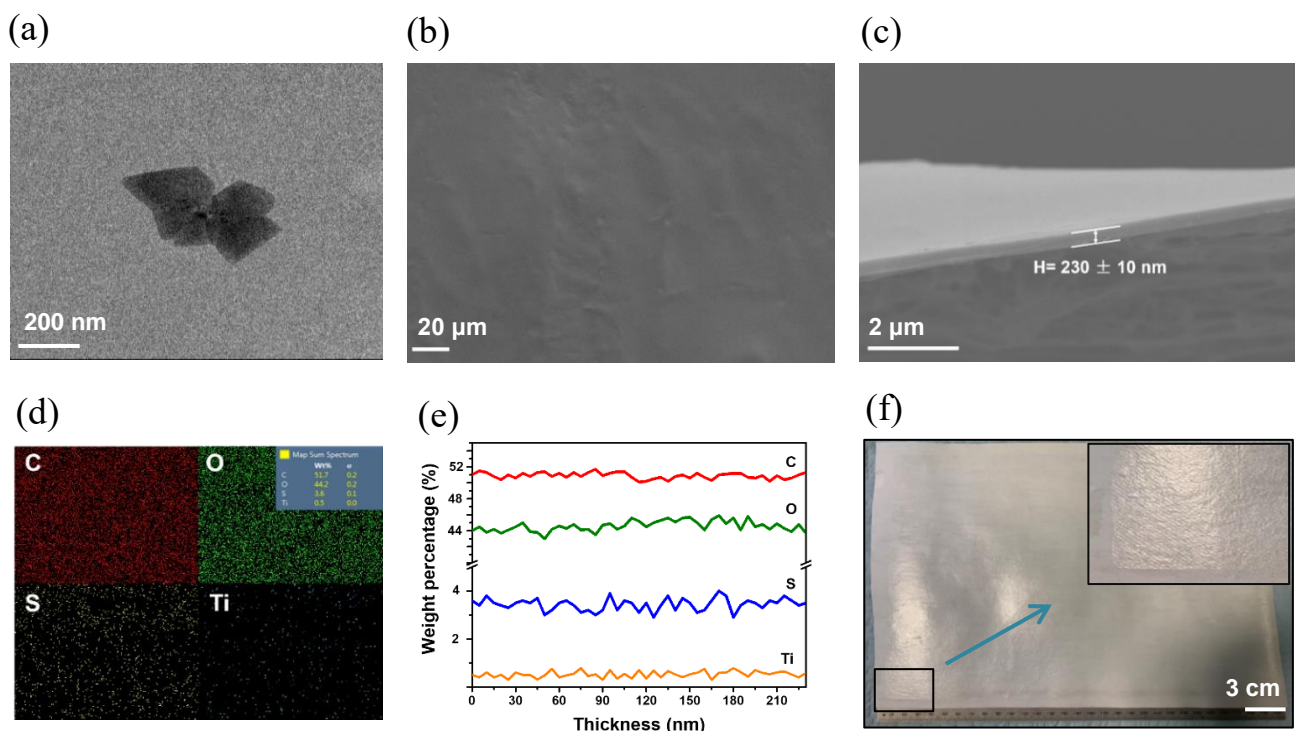 (a)
(b)
(c)
200 nm
20 μm
H= 230 ± 10 nm
2 μm
(d)
(e)
(f)
C
O
Map Sum Spectrum
Wt% σ
C 51.7 0.2
O 44.2 0.2
S 3.6 0.1
Ti 0.5 0.0
S
Ti
Weight percentage (%)
52
48
44
4
2
C
O
S
Ti
0 30 60 90 120 150 180 210
Thickness (nm)
3 cm